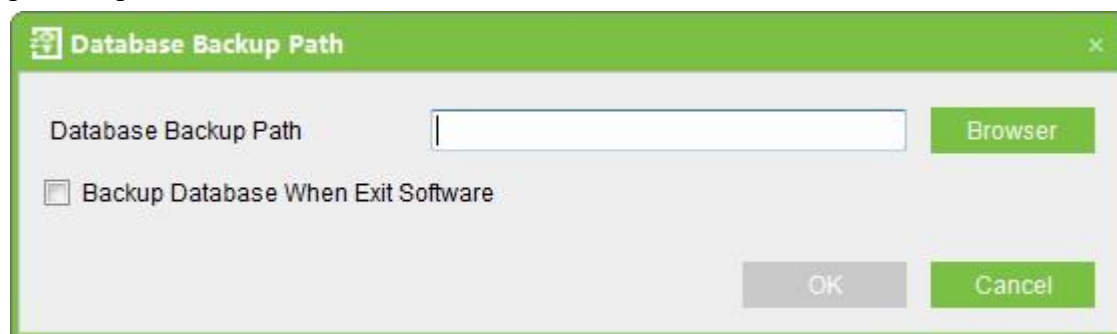 Database Backup Path
Database Backup Path Browser
Backup Database When Exit Software
OK Cancel